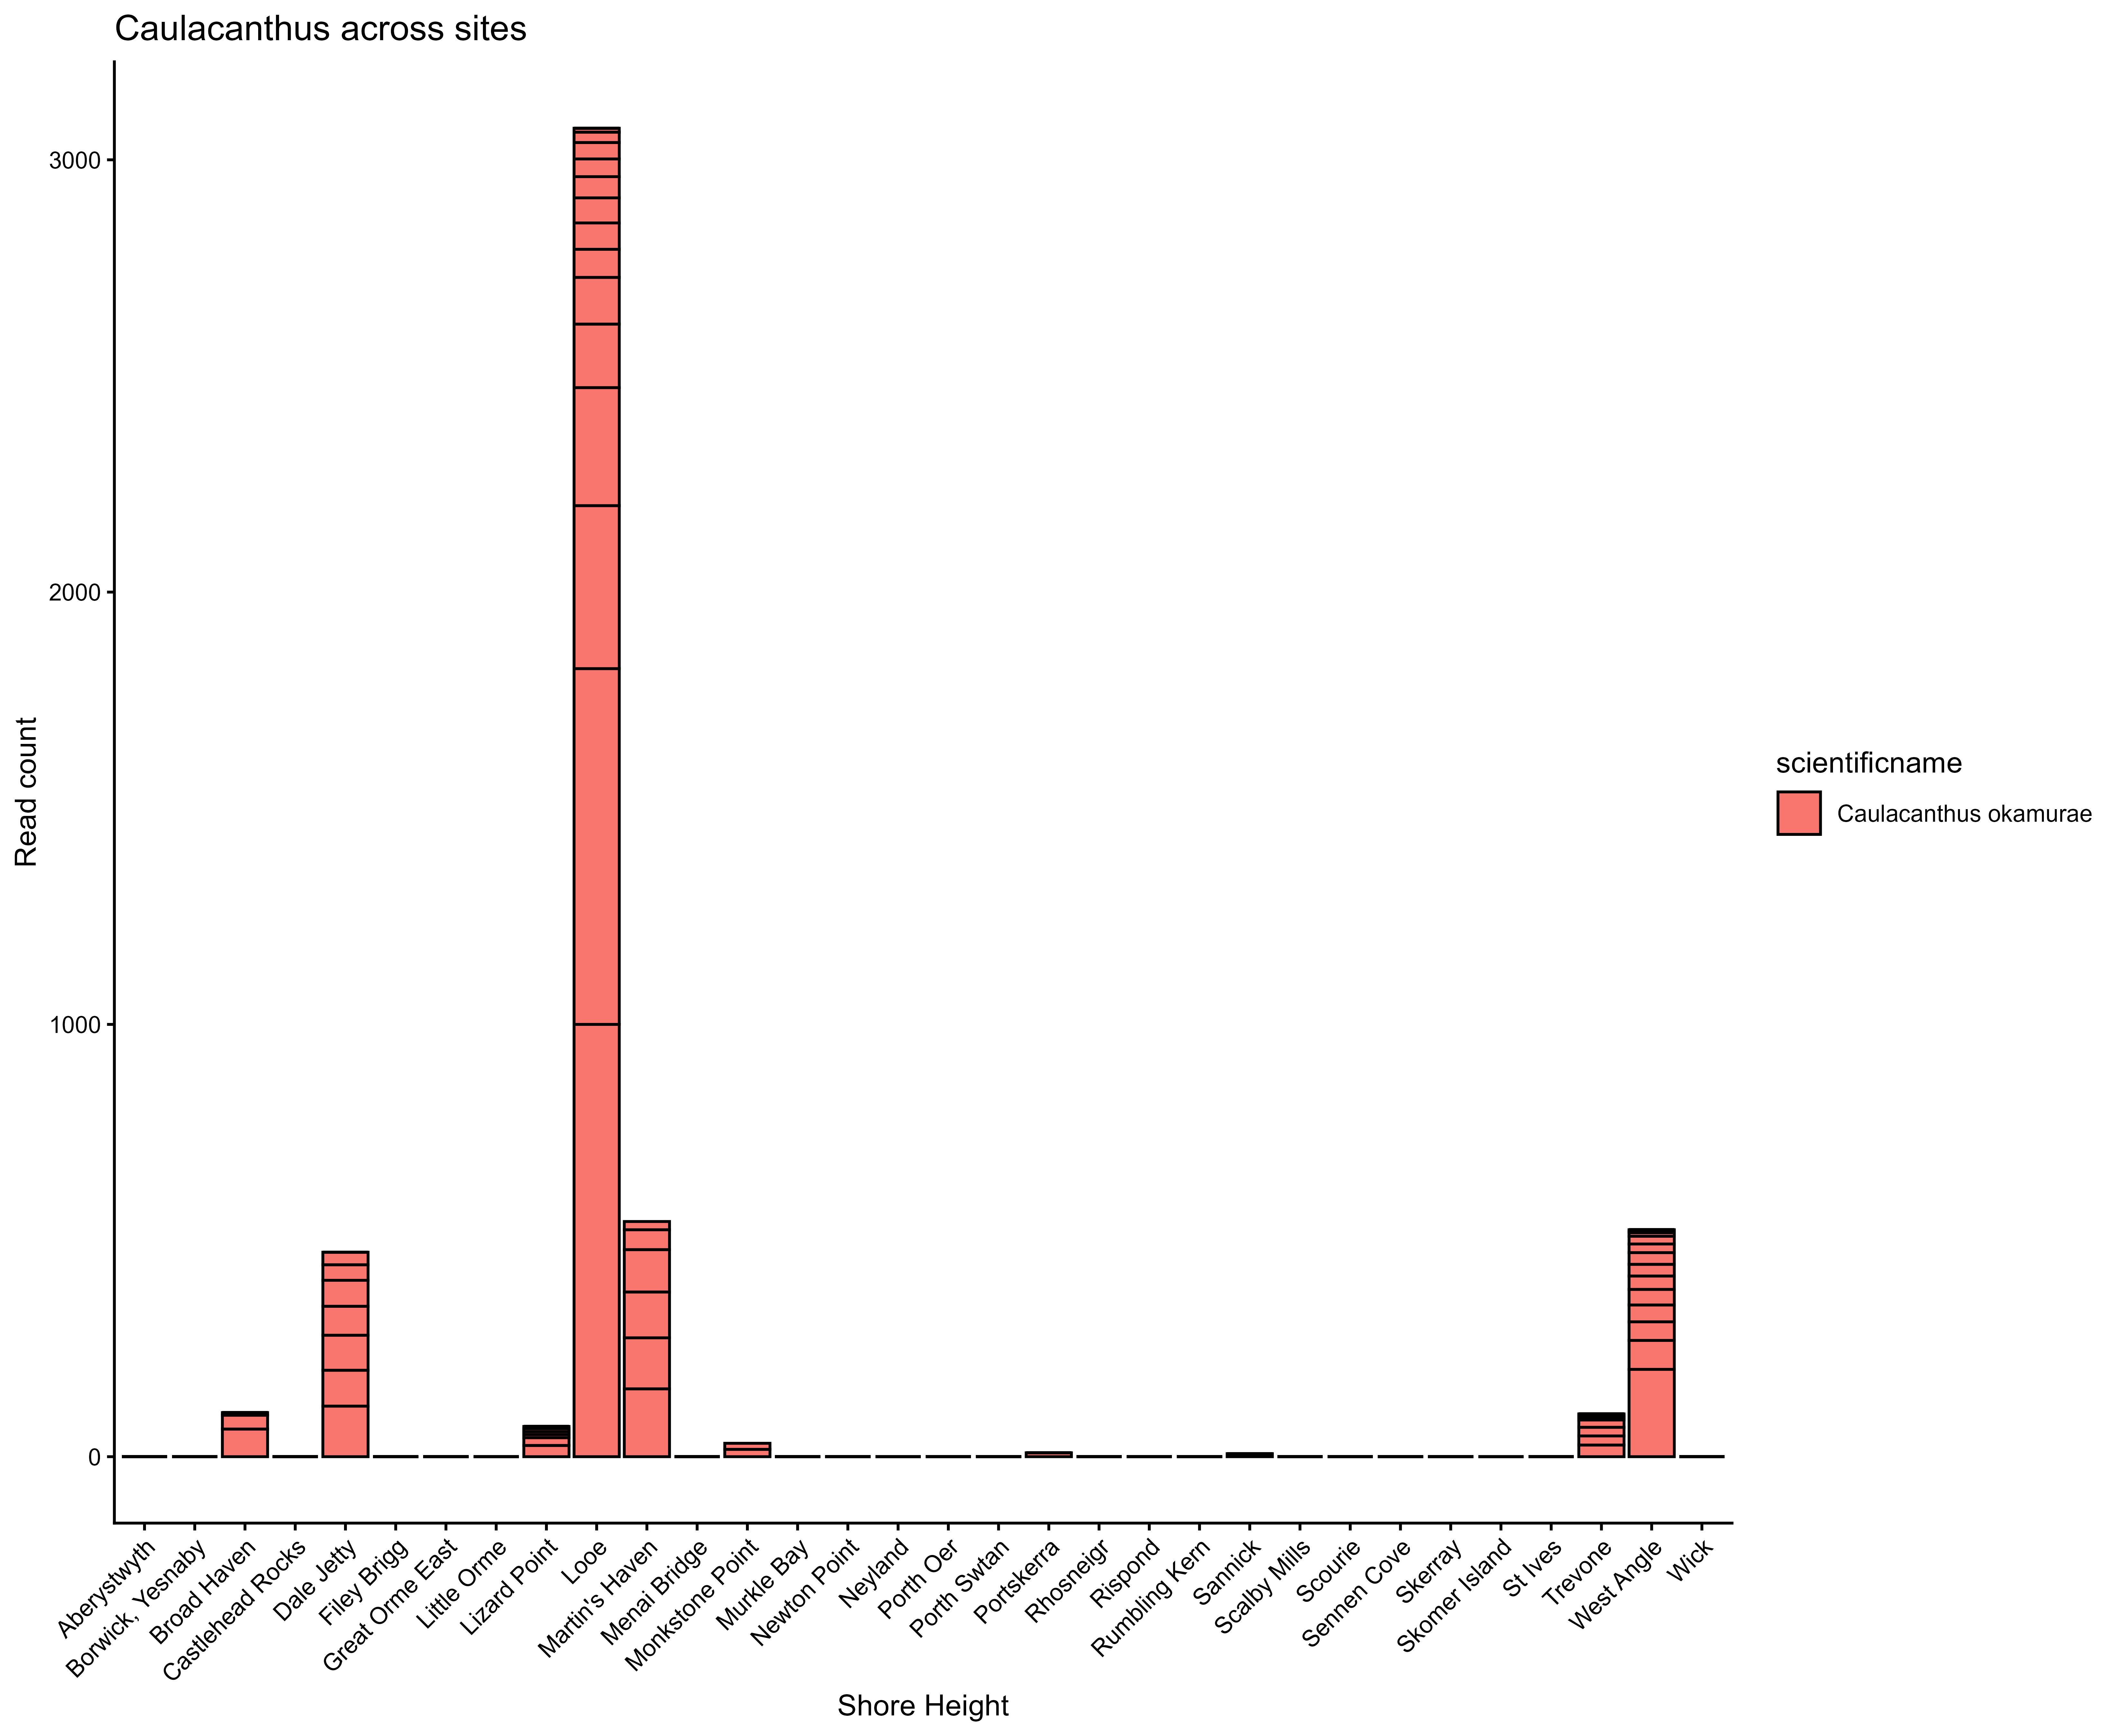 Caulacanthus across sites
3000
2000
1000
0
Read count
Aberystwyth
Borwick, Yesnaby
Broad Haven
Castlehead Rocks
Dale Jetty
Filey Brigg
Great Orme East
Little Orme
Lizard Point
Looe
Martin's Haven
Menai Bridge
Monkstone Point
Murkle Bay
Newton Point
Neyland
Porth Oer
Porth Swtan
Portskerra
Rhosneigr
Rispond
Rumbling Kern
Sannick
Scalby Mills
Scourie
Sennen Cove
Skerray
Skomer Island
St Ives
Trevone
West Angle
Wick
Shore Height
scientificname
Caulacanthus okamurae